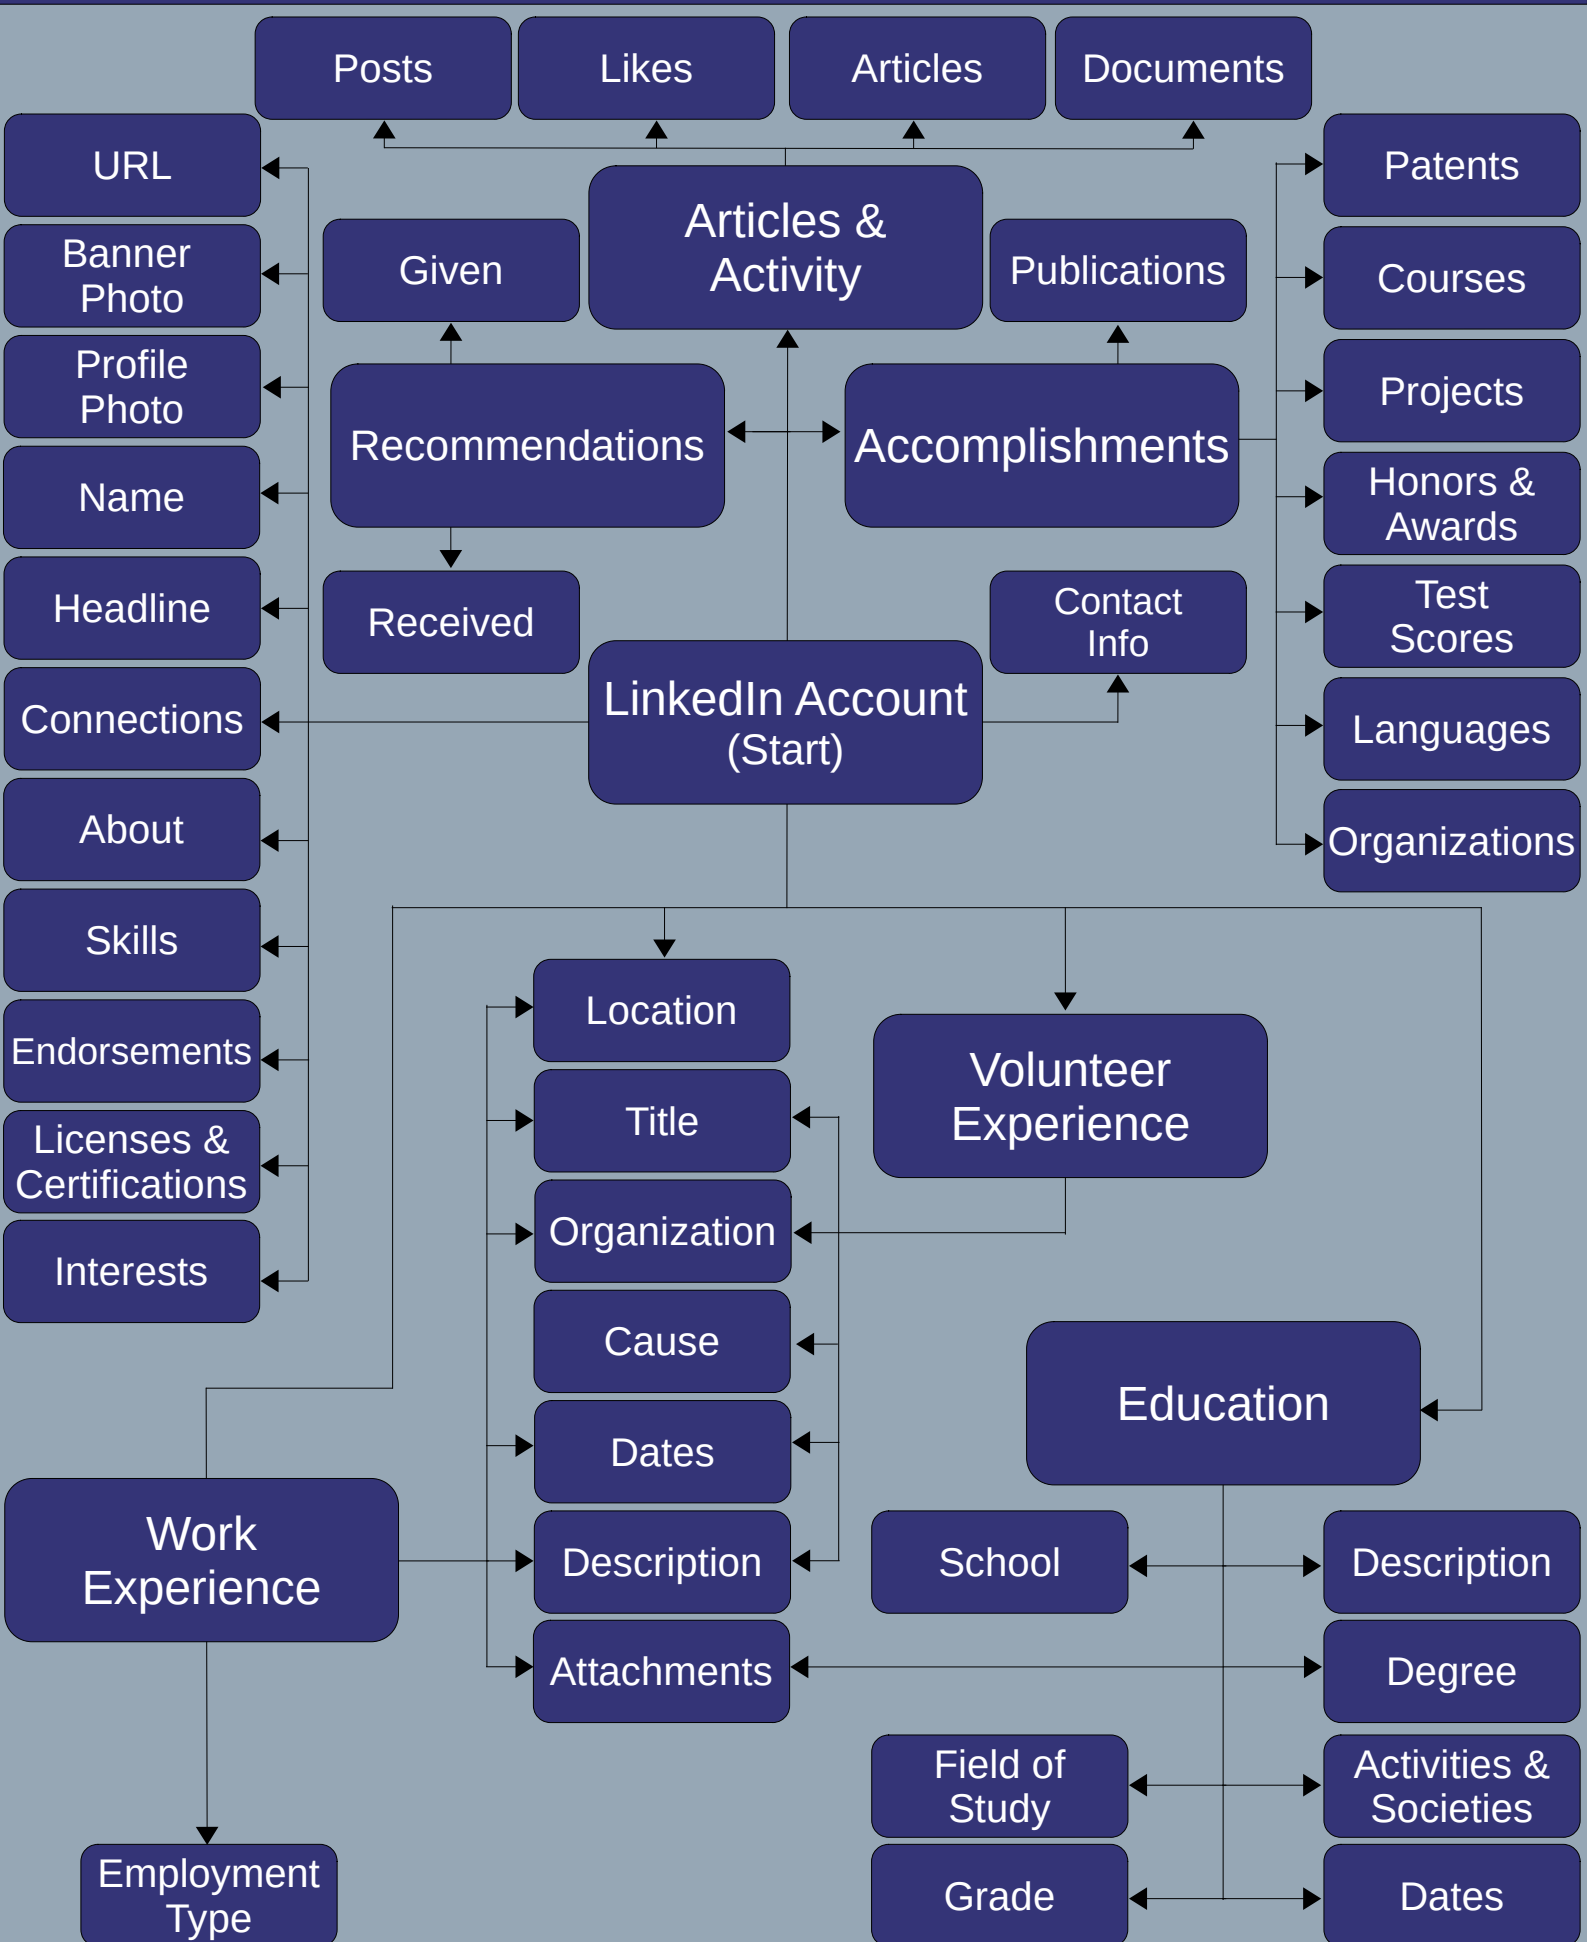 Posts
Likes
Articles
Documents
URL
Patents
Articles &
Activity
Banner
Photo
Given
Publications
Courses
Profile
Photo
Recommendations
Accomplishments
Projects
Name
Honors &
Awards
Headline
Received
Contact
Info
Test
Scores
Connections
LinkedIn Account
(Start)
Languages
About
Organizations
Skills
Location
Endorsements
Volunteer
Experience
Title
Licenses &
Certifications
Organization
Interests
Cause
Education
Dates
Work
Experience
Description
School
Description
Attachments
Degree
Field of
Study
Activities &
Societies
Employment
Type
Grade
Dates